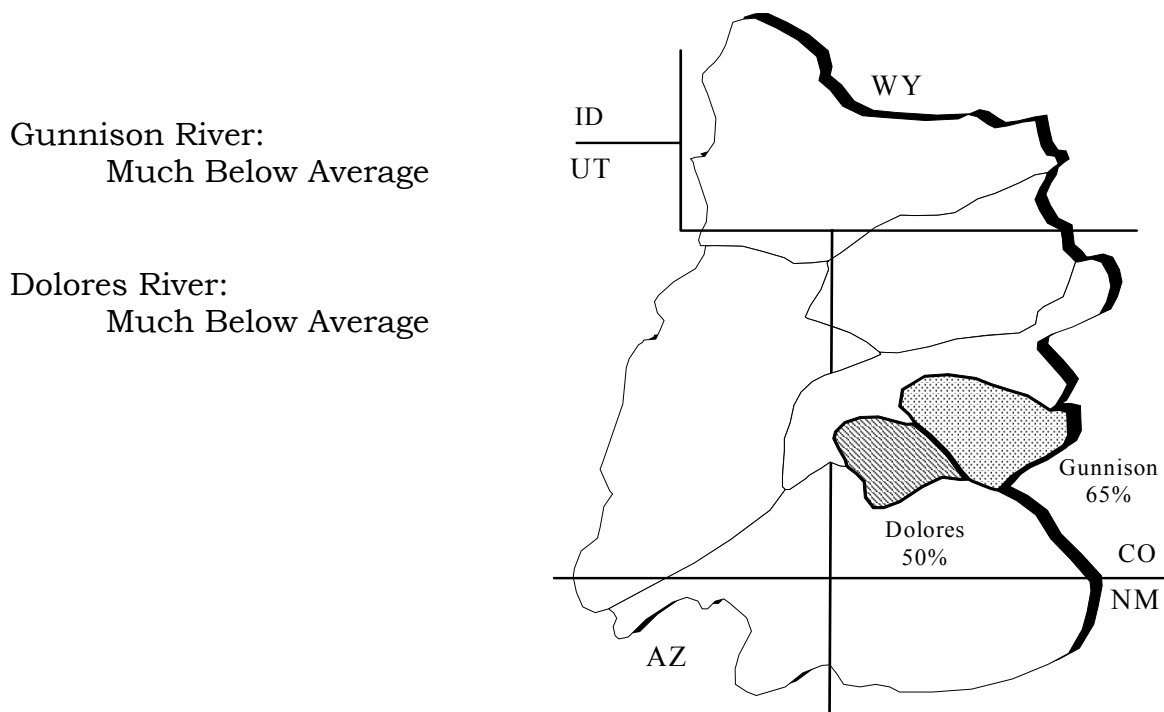 Gunnison River:
Much Below Average
Dolores River:
Much Below Average
WY
ID
UT
Gunnison
65%
Dolores
50%
CO
NM
AZ